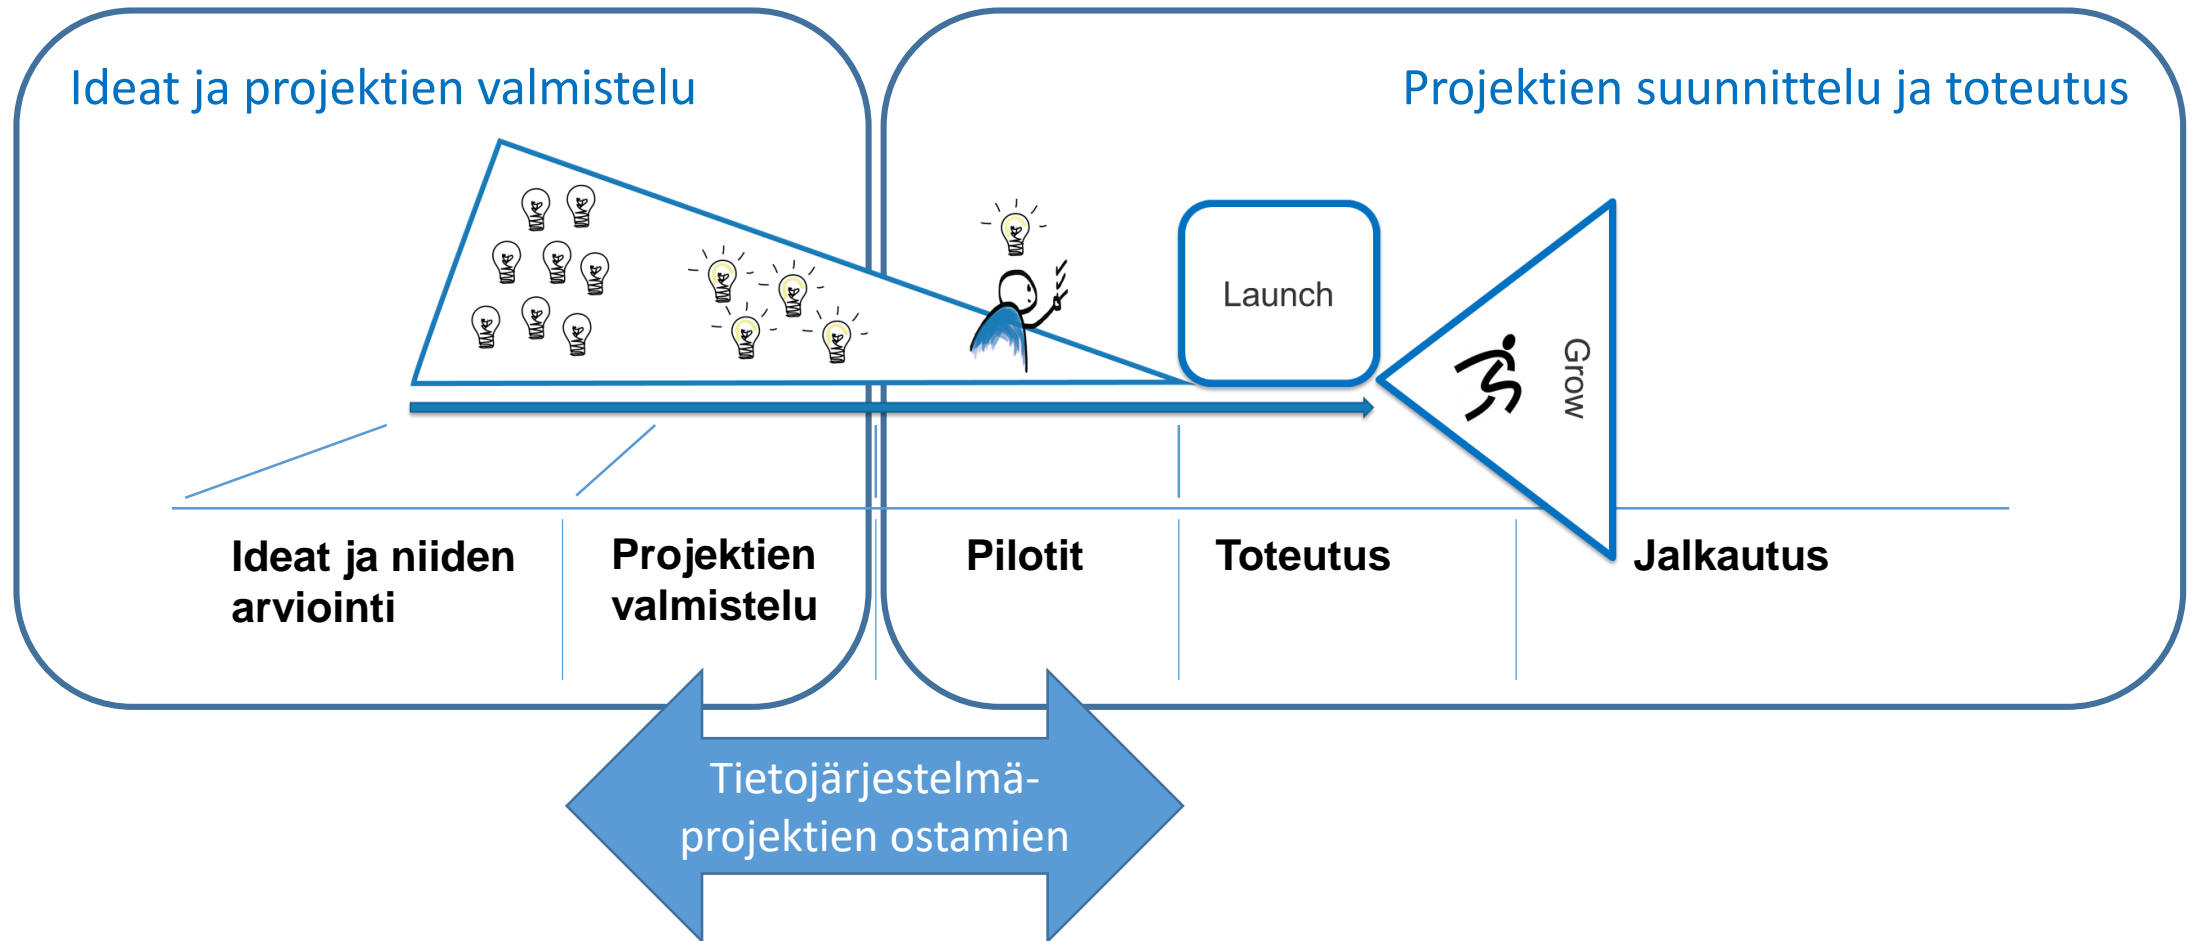 Ideat ja projektien valmistelu
Projektien suunnittelu ja toteutus
Launch
Grow
Ideat ja niiden
arviointi
Projektien
valmistelu
Pilotit
Toteutus
Jalkautus
Tietojärjestelmä-
projektien ostamien